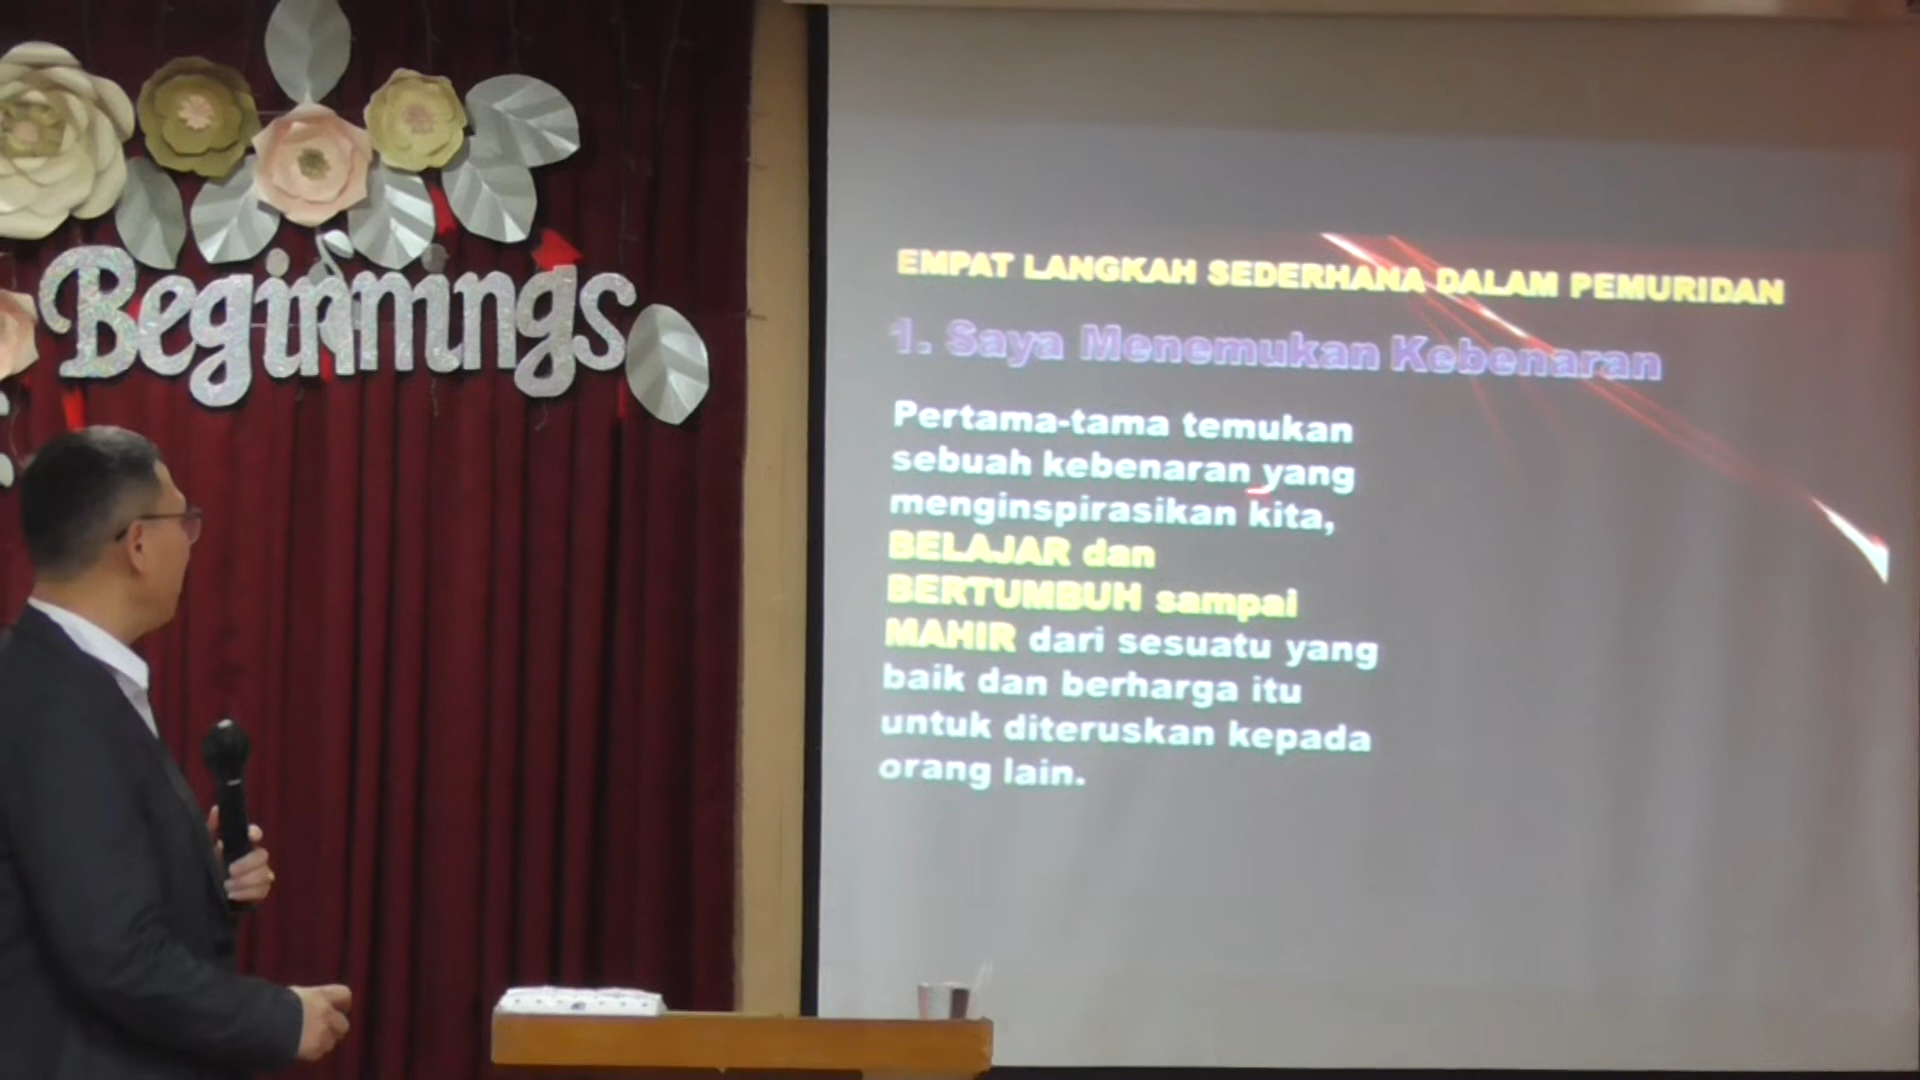 Beginnings
EMPAT LANGKAH SEDERHANA DALAM PEMURIDAN
1. Saya Menemukan Kebenaran
Pertama-tama temukan
sebuah kebenaran yang
menginspirasikan kita,
BELAJAR dan
BERTUMBUH sampai
MAHIR dari sesuatu yang
baik dan berharga itu
untuk diteruskan kepada
orang lain.